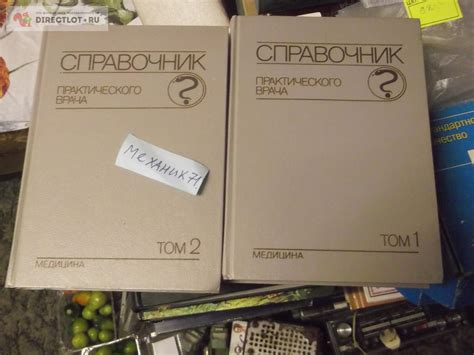 DIRECTLOT.RU
СПРАВОЧНИК
ПРАКТИЧЕСКОГО
ВРАЧА
механик71
ТОМ 2
МЕДИЦИНА
СПРАВОЧНИК
ПРАКТИЧЕСКОГО
ВРАЧА
ТОМ 1
МЕДИЦИНА